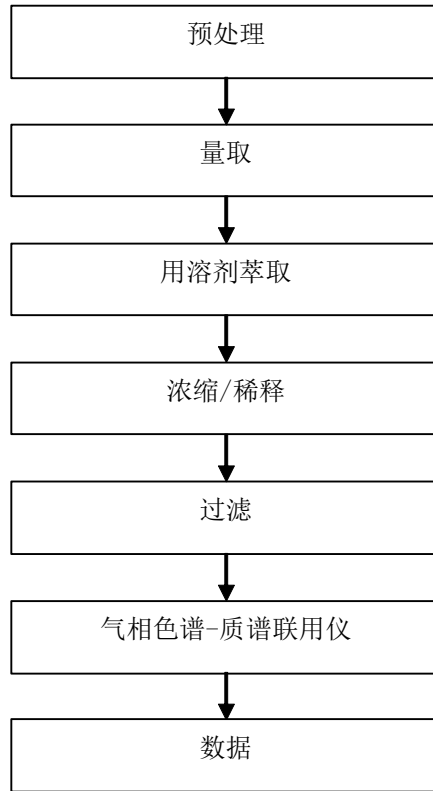 预处理
量取
用溶剂萃取
浓缩/稀释
过滤
气相色谱-质谱联用仪
数据